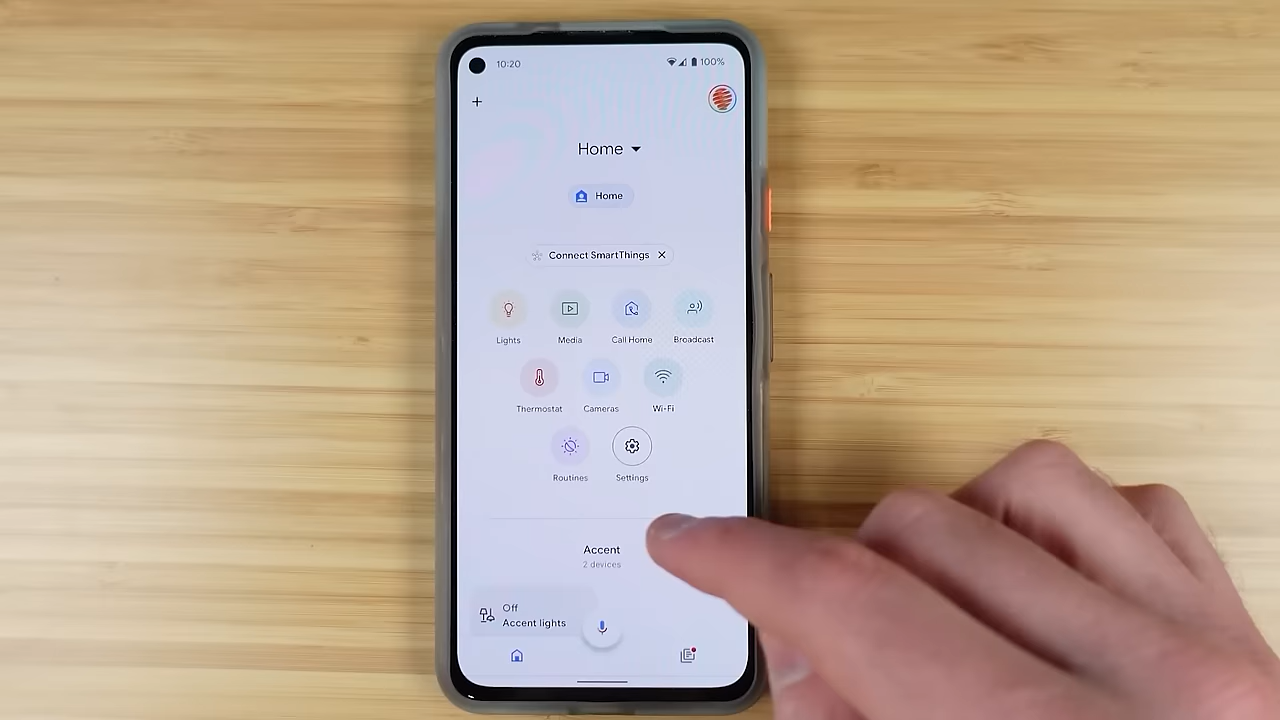 10:20
100%
Home
Home
Connect SmartThings
Lights
Media
Call Home
Broadcast
Thermostat
Cameras
Wi-Fi
Routines
Settings
Accent
2 devices
Off
Accent lights